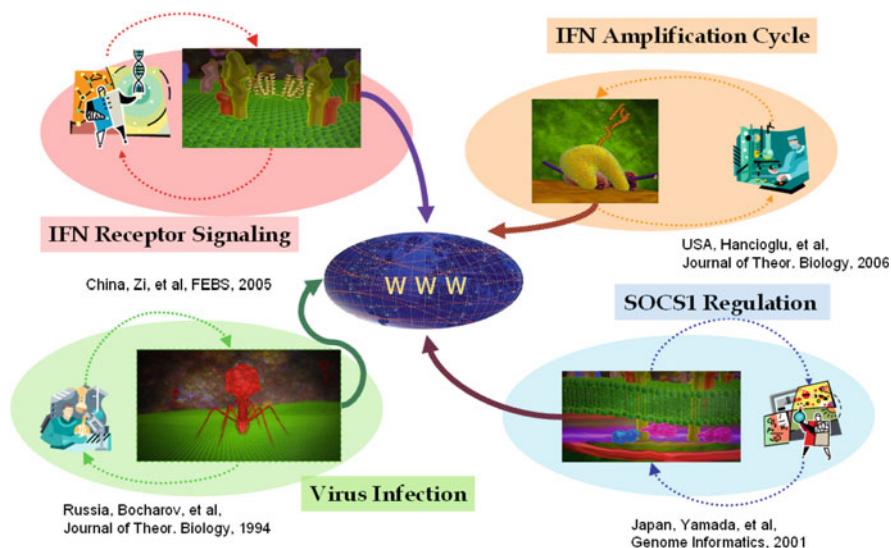 IFN Amplification Cycle
IFN Receptor Signaling
China, Zi, et al, FEBS, 2005
USA, Hancioglu, et al,
Journal of Theor. Biology, 2006
W W W
SOCS1 Regulation
Virus Infection
Russia, Bocharov, et al,
Journal of Theor. Biology, 1994
Japan, Yamada, et al,
Genome Informatics, 2001